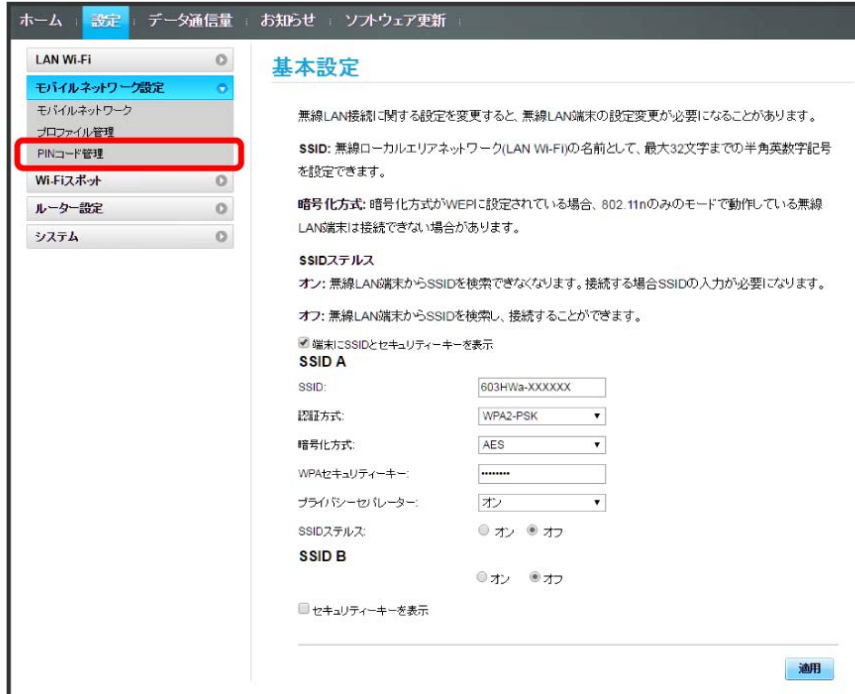 ホーム 設定 データ通信量 お知らせ ソフトウェア更新
LAN Wi-Fi
モバイルネットワーク設定
モバイルネットワーク
プロファイル管理
PINコード管理
Wi-Fiスポット
ルーター設定
システム
基本設定
無線LAN接続に関する設定を変更すると、無線LAN端末の設定変更が必要になることがあります。
SSID: 無線ローカルエリアネットワーク(LAN Wi-Fi)の名前として、最大32文字までの半角英数字記号
を設定できます。
暗号化方式: 暗号化方式がWEPに設定されている場合、802.11nのみのモードで動作している無線
LAN端末は接続できない場合があります。
SSIDステルス
オン: 無線LAN端末からSSIDを検索できなくなります。接続する場合SSIDの入力が必要になります。
オフ: 無線LAN端末からSSIDを検索し、接続することができます。
端末にSSIDとセキュリティーキーを表示
SSID A
SSID: 603HWa-XXXXXX
認証方式: WPA2-PSK
暗号化方式: AES
WPAセキュリティーキー: ••••••••
プライバシーセパレーター: オン
SSIDステルス: オン オフ
SSID B
オン オフ
セキュリティーキーを表示
適用